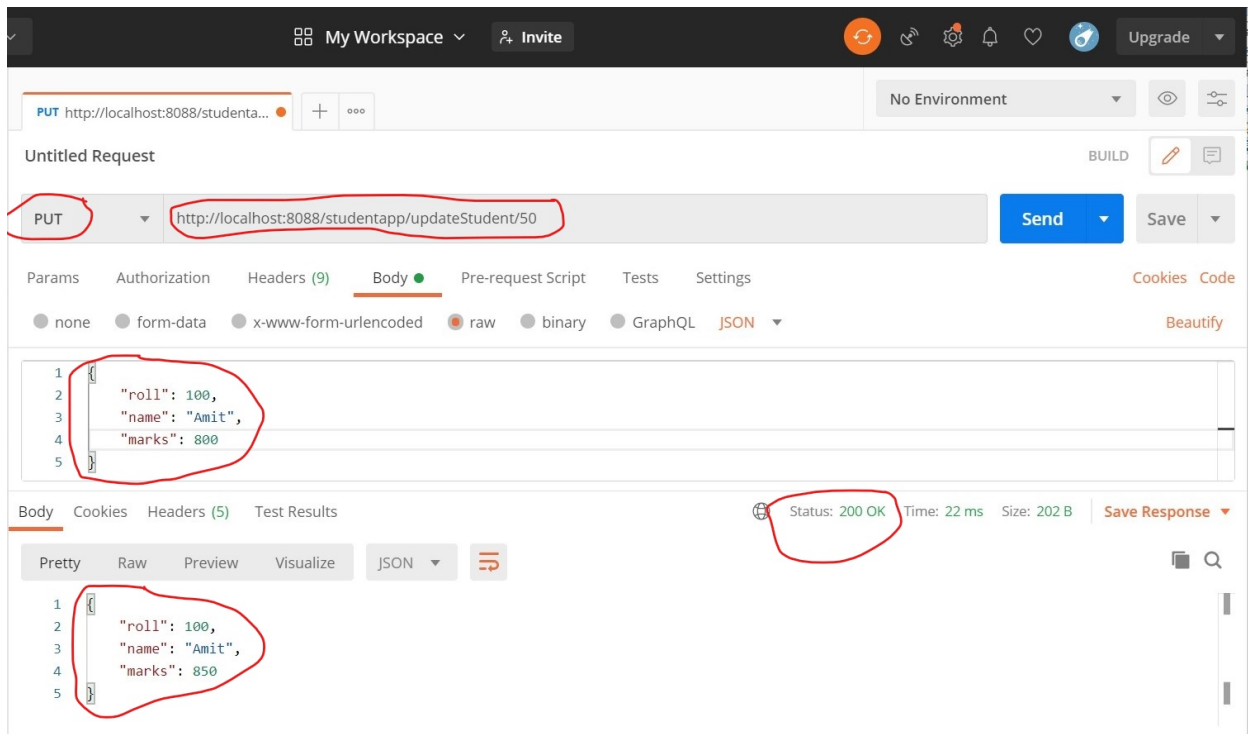 My Workspace Invite Upgrade
PUT http://localhost:8088/studenta... + ooo No Environment
Untitled Request BUILD
PUT http://localhost:8088/studentapp/updateStudent/50 Send Save
Params Authorization Headers (9) Body Pre-request Script Tests Settings Cookies Code
none form-data x-www-form-urlencoded raw binary GraphQL JSON Beautify
1 {
2 "roll": 100,
3 "name": "Amit",
4 "marks": 800
5 }
Body Cookies Headers (5) Test Results Status: 200 OK Time: 22 ms Size: 202 B Save Response
Pretty Raw Preview Visualize JSON
1 {
2 "roll": 100,
3 "name": "Amit",
4 "marks": 850
5 }